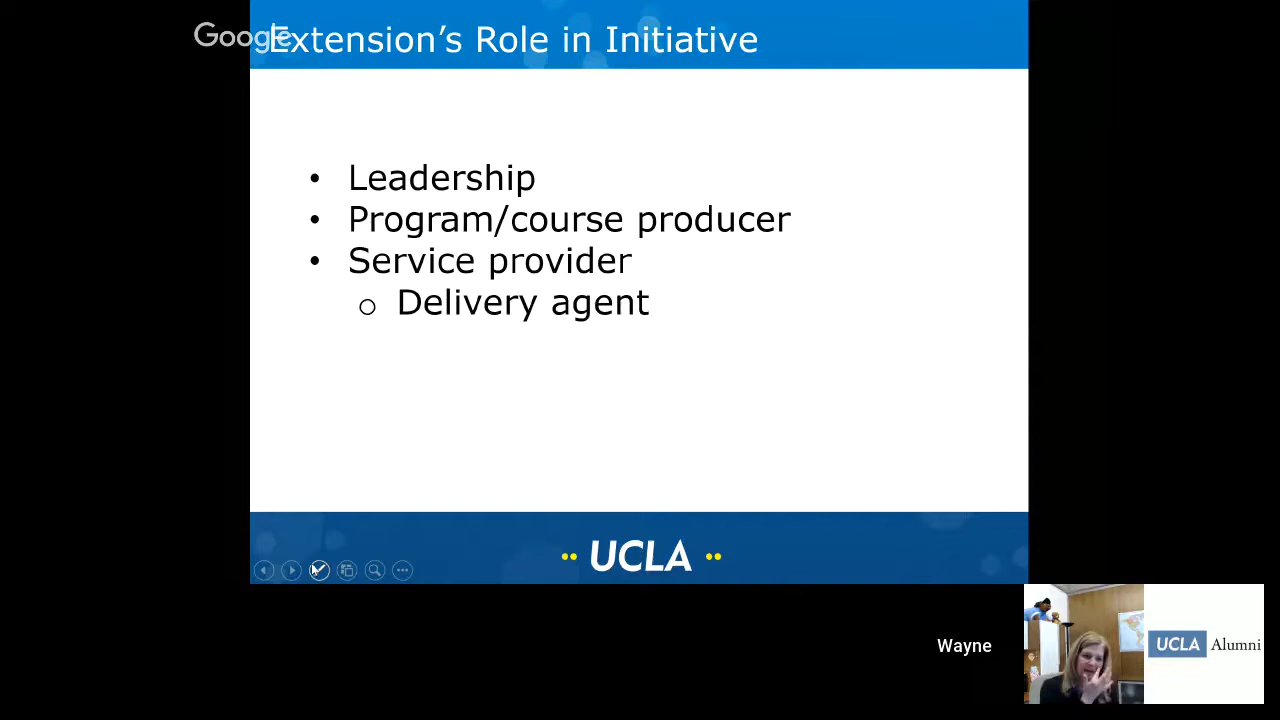 Google
Extension’s Role in Initiative
• Leadership
• Program/course producer
• Service provider
o Delivery agent
UCLA
Wayne
UCLA Alumni